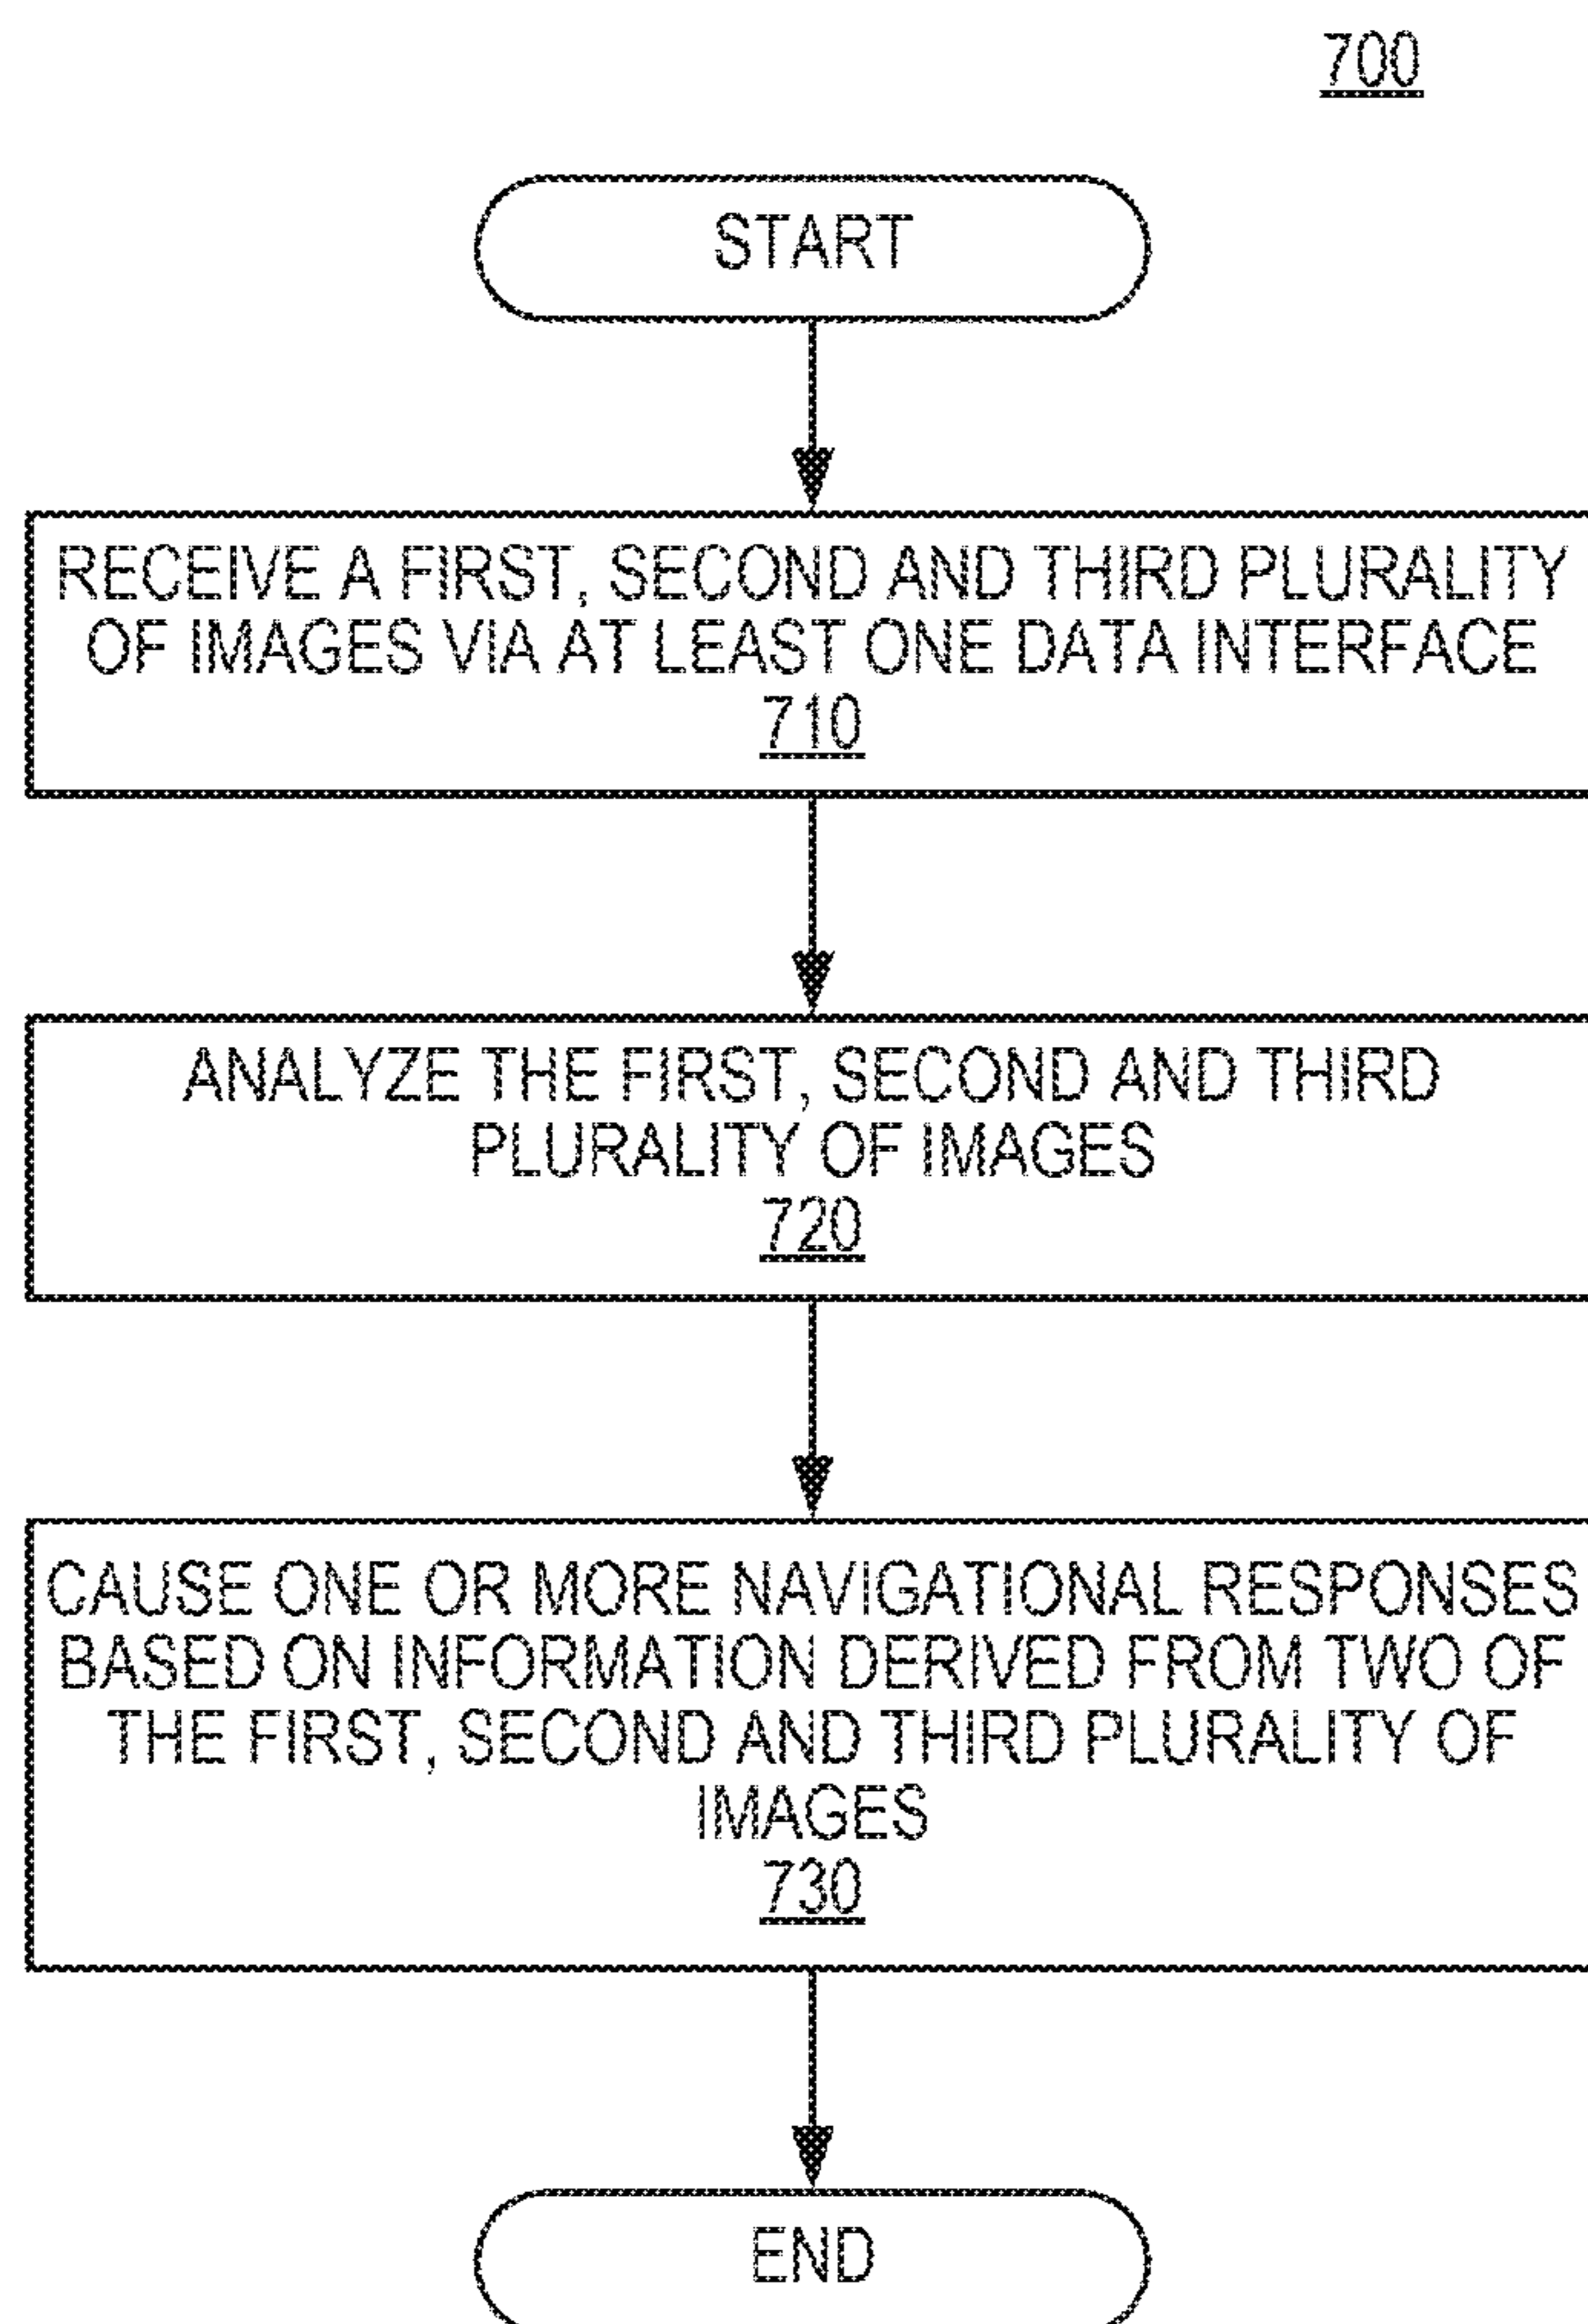 700
START
RECEIVE A FIRST, SECOND AND THIRD PLURALITY
OF IMAGES VIA AT LEAST ONE DATA INTERFACE
710
ANALYZE THE FIRST, SECOND AND THIRD
PLURALITY OF IMAGES
720
CAUSE ONE OR MORE NAVIGATIONAL RESPONSES
BASED ON INFORMATION DERIVED FROM TWO OF
THE FIRST, SECOND AND THIRD PLURALITY OF
IMAGES
730
END